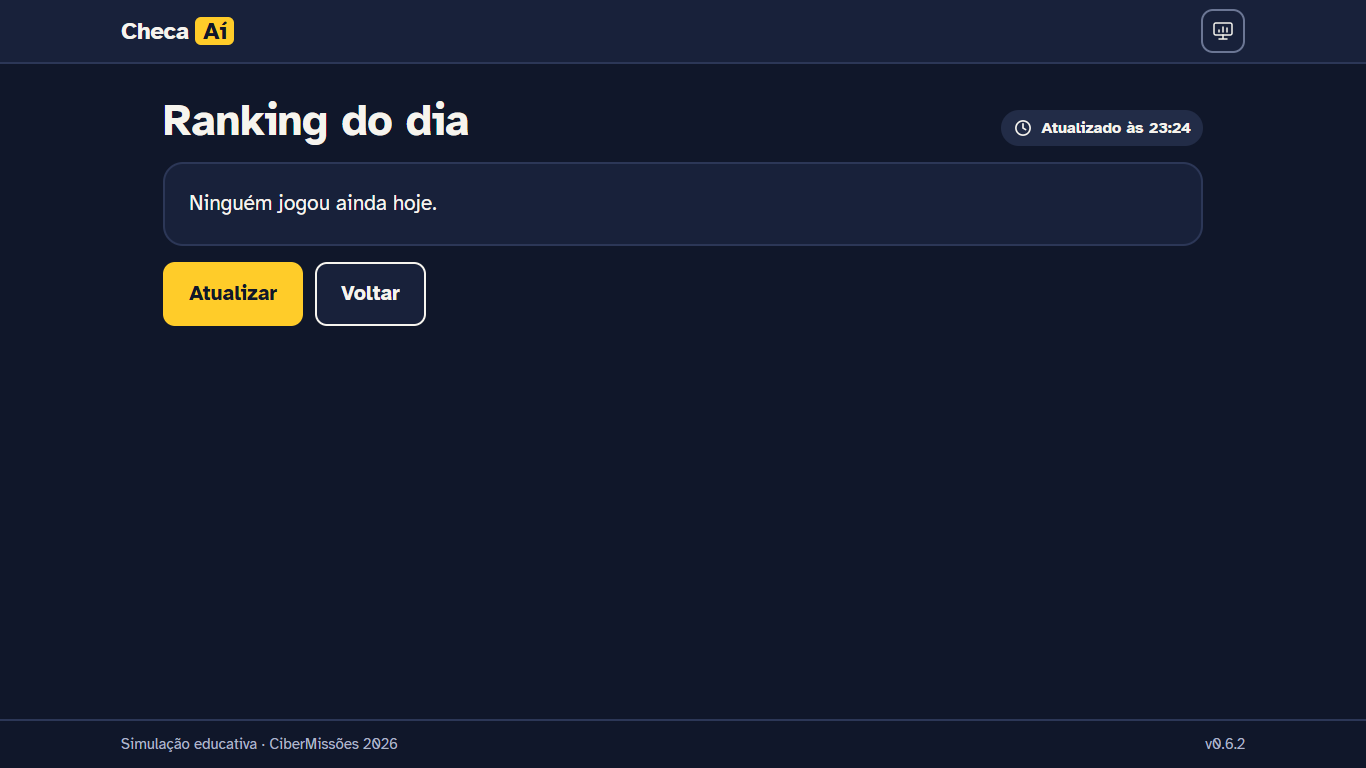 Checa Aí
Ranking do dia
Atualizado às 23:24
Ninguém jogou ainda hoje.
Atualizar
Voltar
Simulação educativa · CiberMissões 2026
v0.6.2